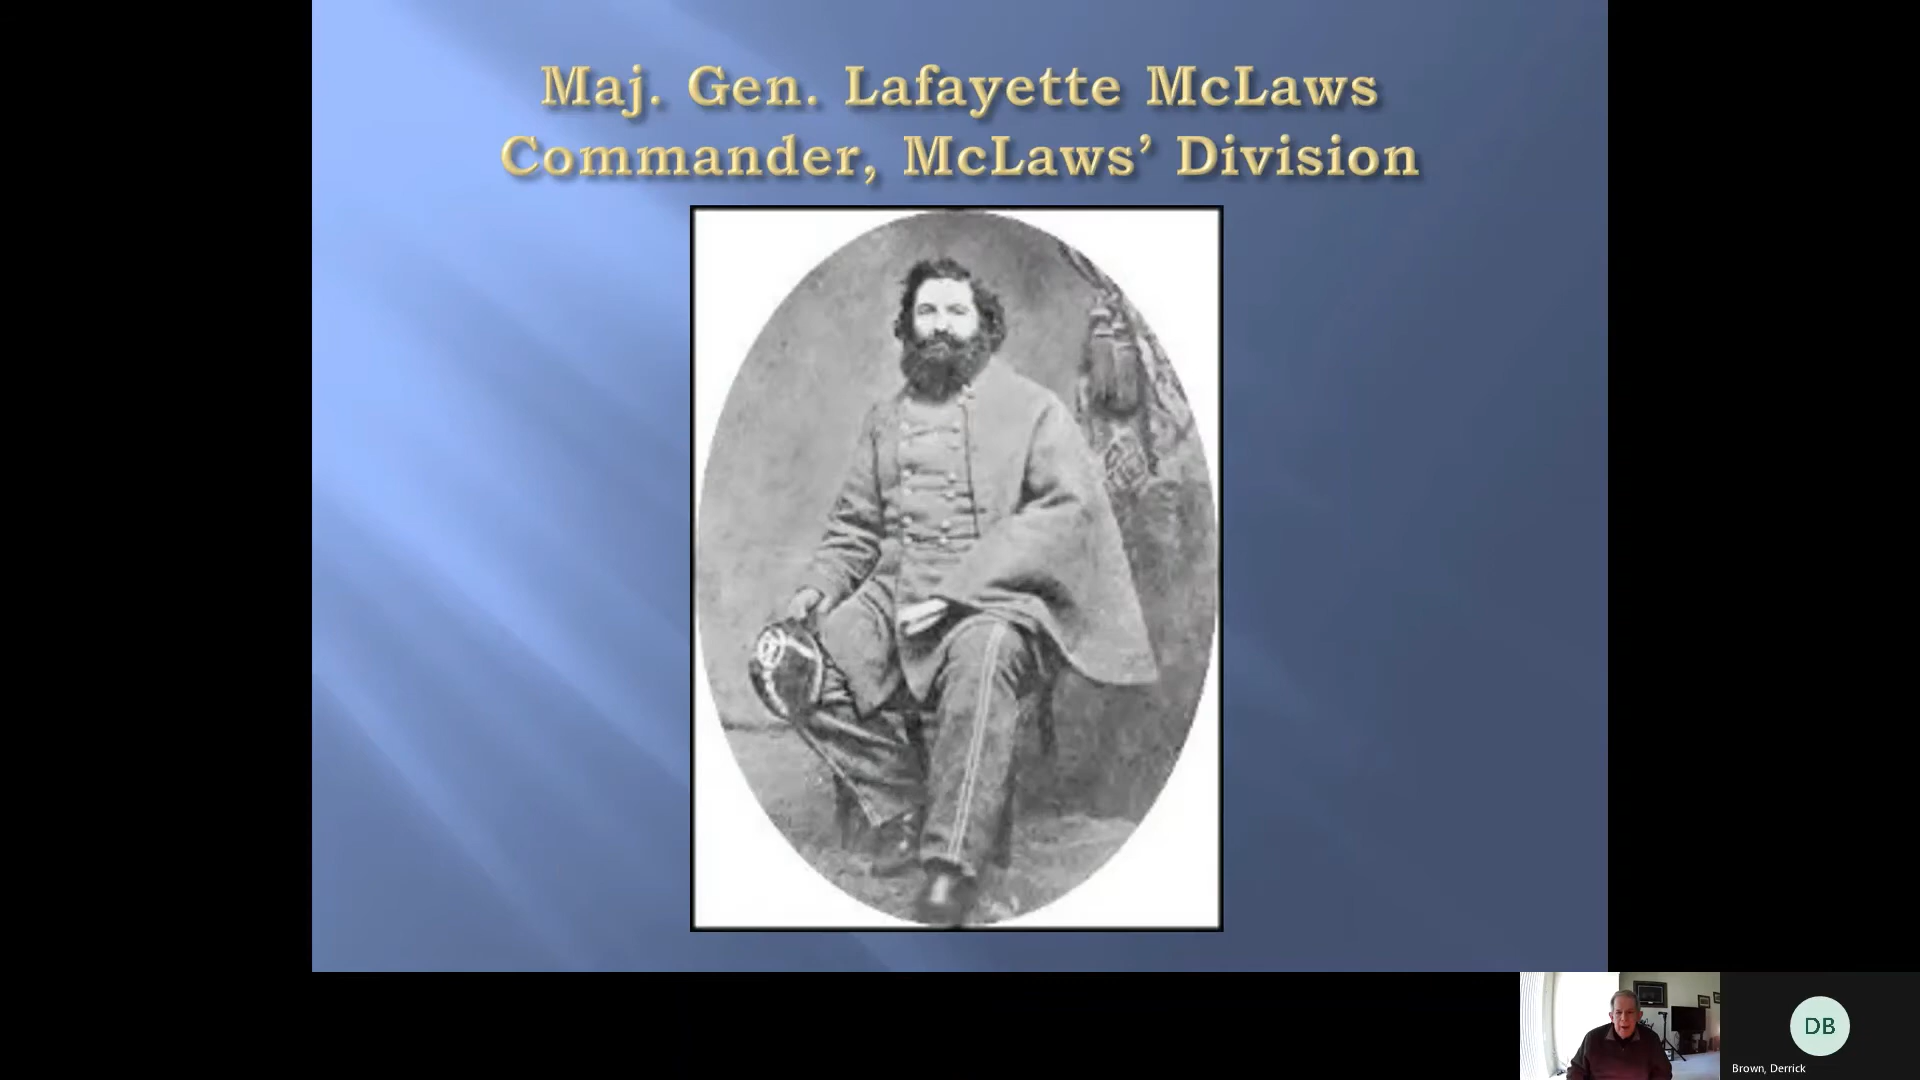 Maj. Gen. Lafayette McLaws
Commander, McLaws’ Division
DB
Brown, Derrick